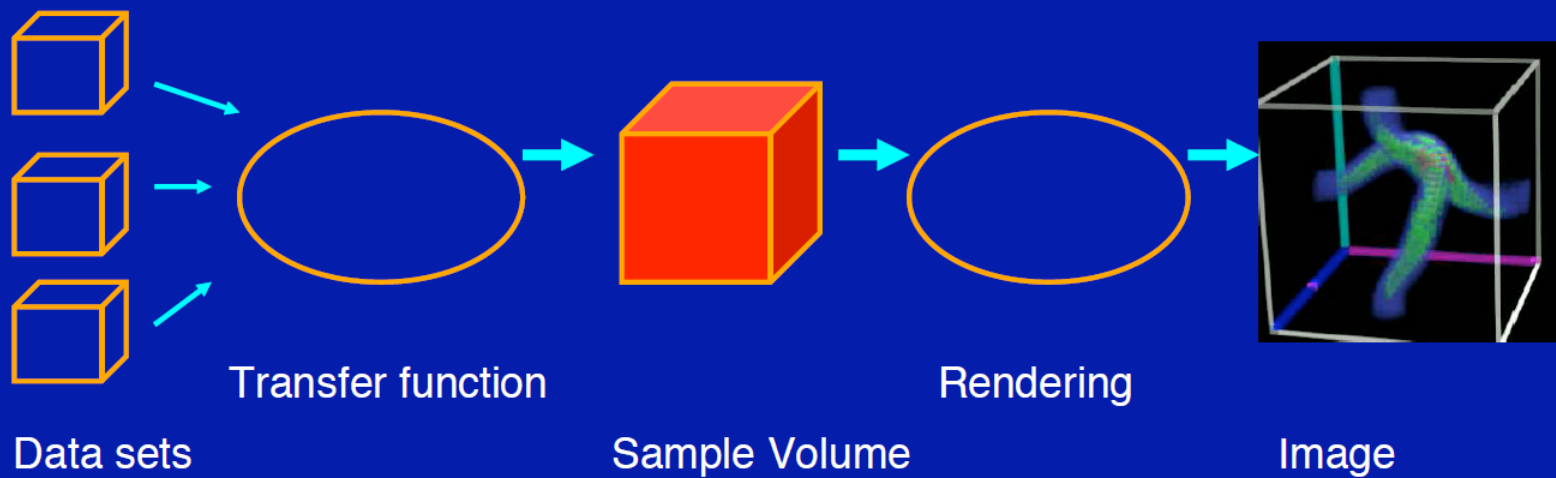 Transfer function
Rendering
Data sets
Sample Volume
Image